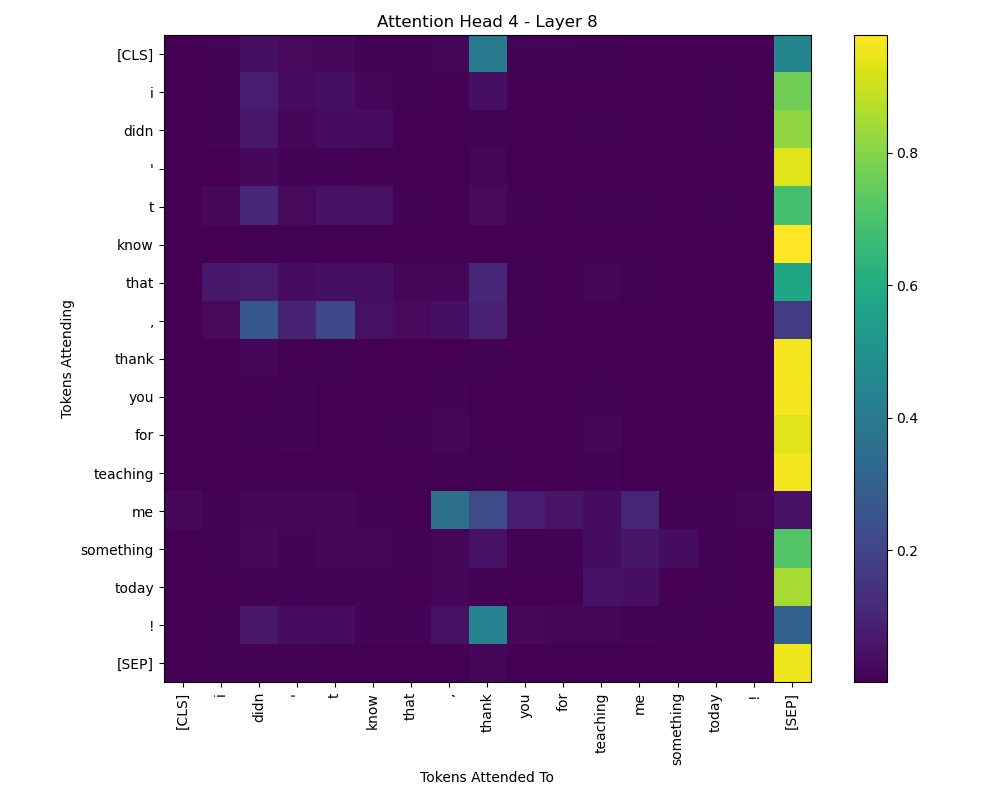 Attention Head 4 - Layer 8
[CLS]
i
didn
'
t
know
that
,
thank
you
for
teaching
me
something
today
!
[SEP]
Tokens Attending
[CLS]
i
didn
'
t
know
that
,
thank
you
for
teaching
me
something
today
!
[SEP]
Tokens Attended To
0.8
0.6
0.4
0.2